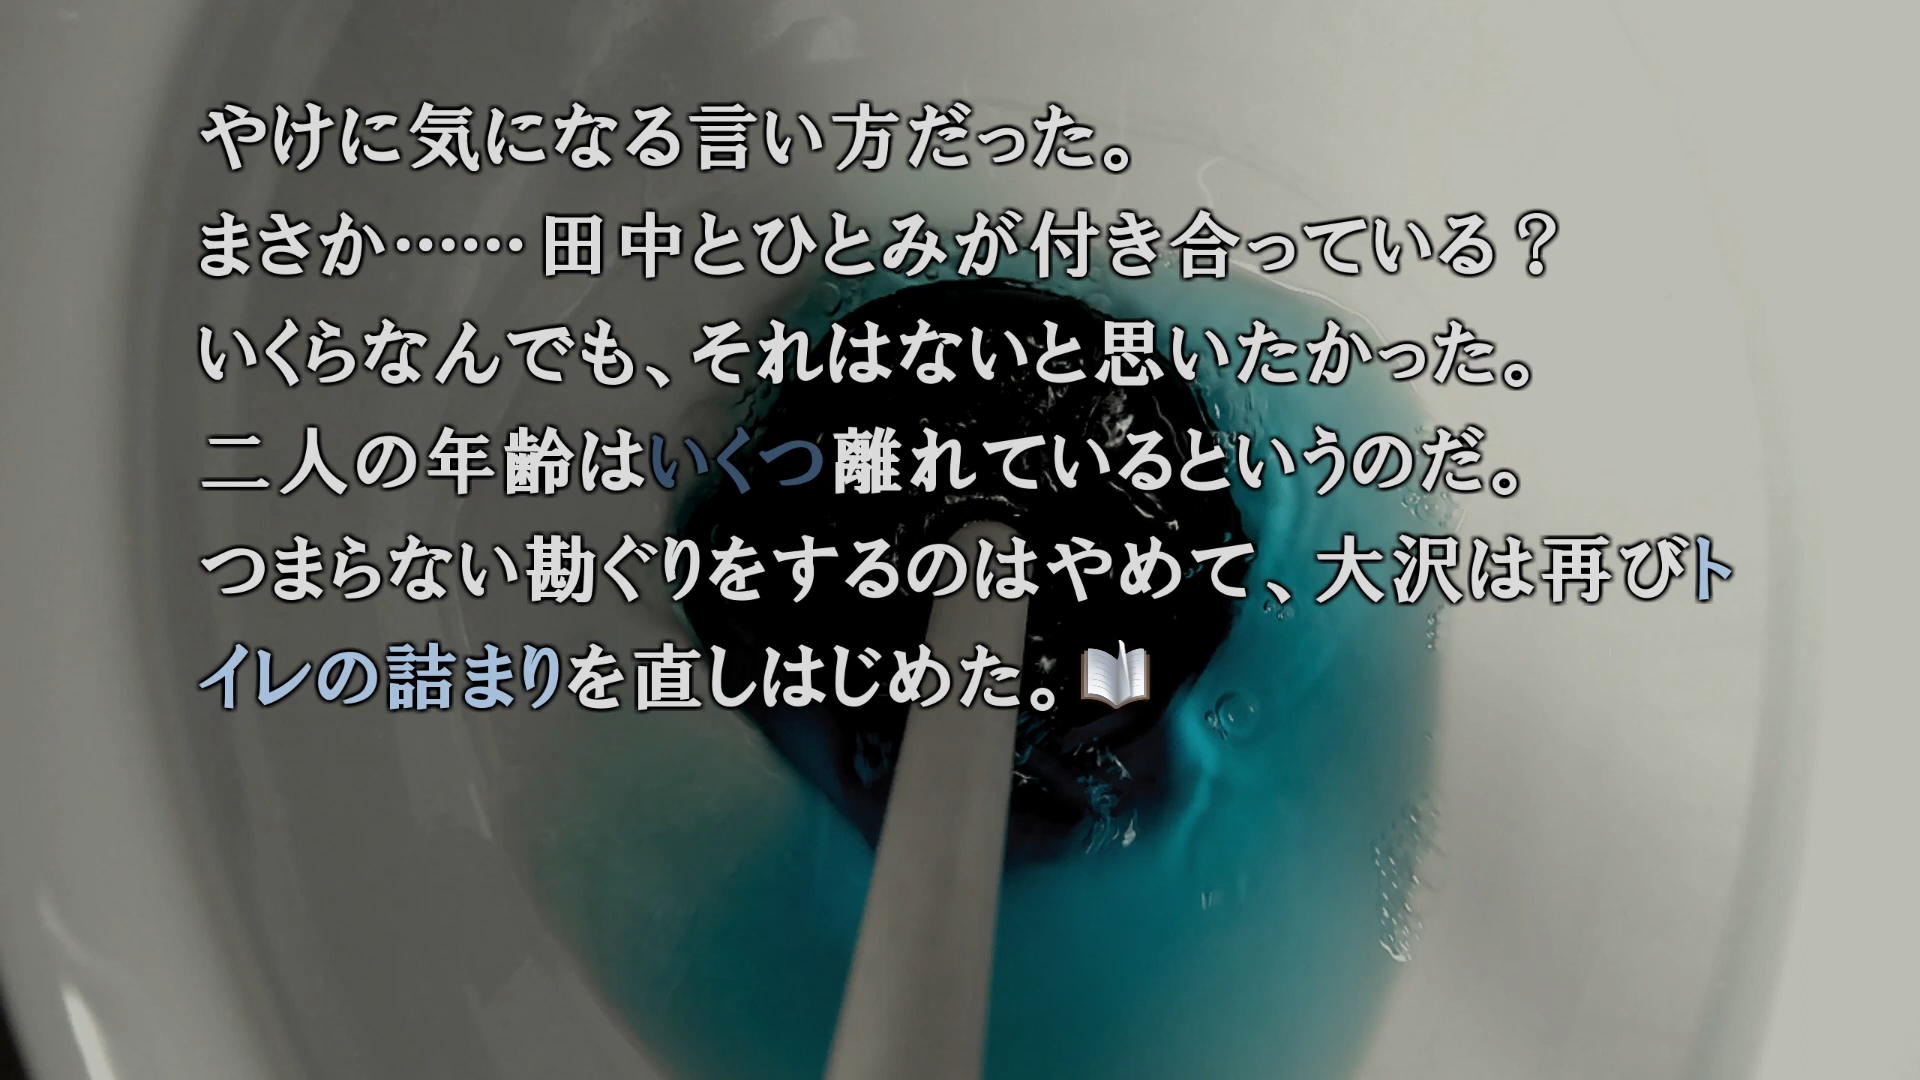 やけに気になる言い方だった。
まさか……田中とひとみが付き合っている？
いくらなんでも、それはないと思いたかった。
二人の年齢はいくつ離れているというのだ。
つまらない勘ぐりをするのはやめて、大沢は再びト
イレの詰まりを直しはじめた。